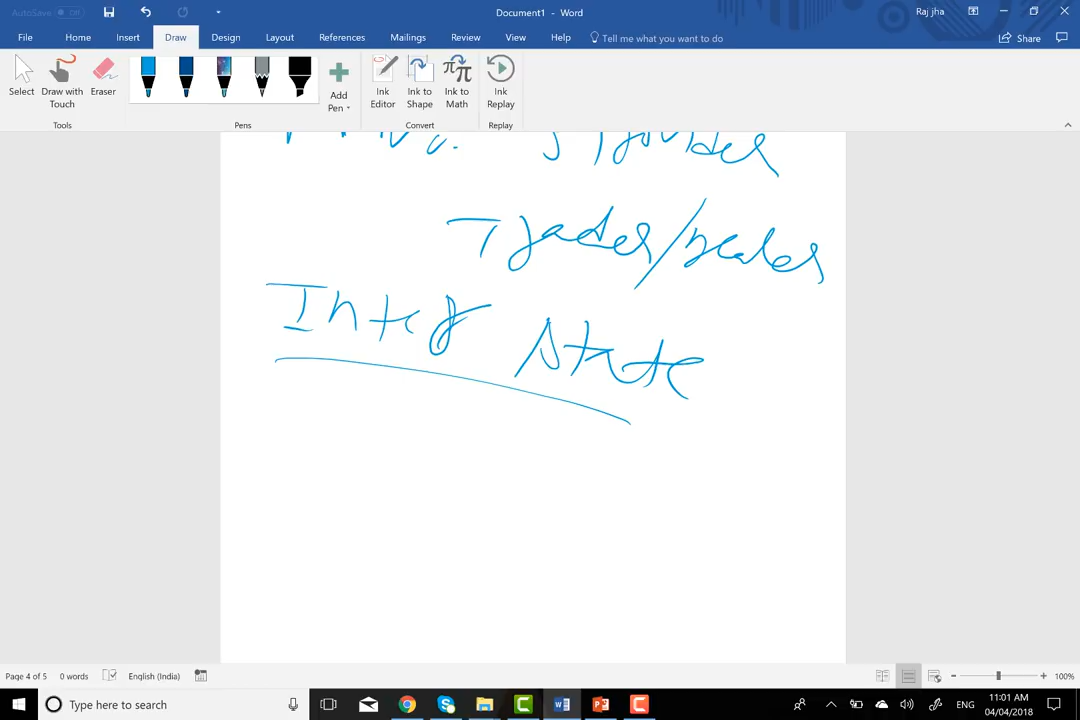 AutoSave Off Document1 - Word Raj jha
File Home Insert Draw Design Layout References Mailings Review View Help Tell me what you want to do Share
Select Draw with Touch Eraser Add Pen Ink Editor Ink to Shape Ink to Math Ink Replay
Tools Pens Convert Replay
Trader/
Inter State
Page 4 of 5 0 words English (India) 100%
Type here to search ENG 11:01 AM
04/04/2018